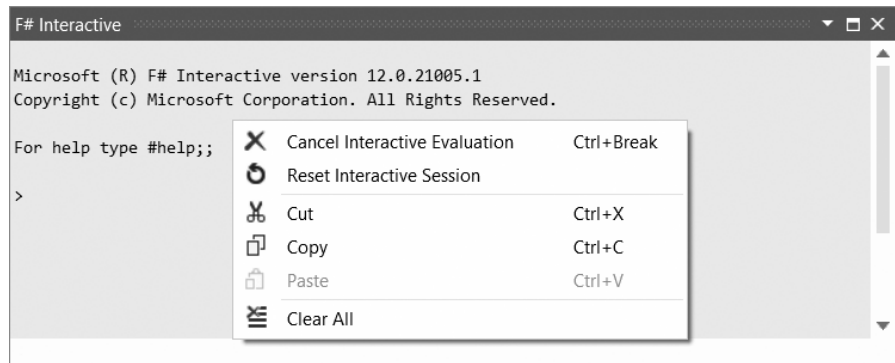 F# Interactive
Microsoft (R) F# Interactive version 12.0.21005.1
Copyright (c) Microsoft Corporation. All Rights Reserved.
For help type #help;;
>
Cancel Interactive Evaluation Ctrl+Break
Reset Interactive Session
Cut Ctrl+X
Copy Ctrl+C
Paste Ctrl+V
Clear All